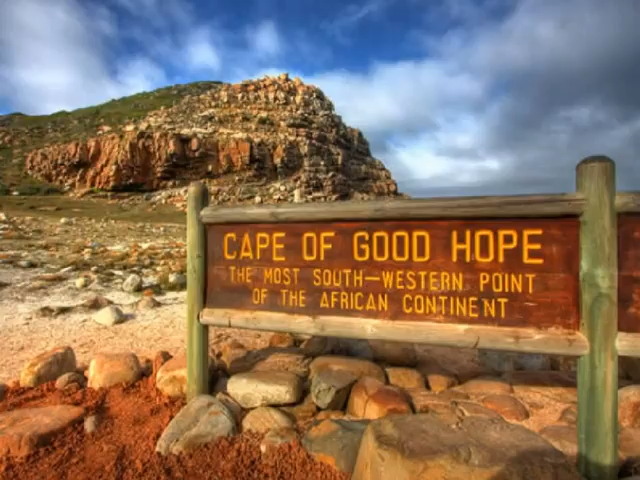 CAPE OF GOOD HOPE
THE MOST SOUTH-WESTERN POINT
OF THE AFRICAN CONTINENT